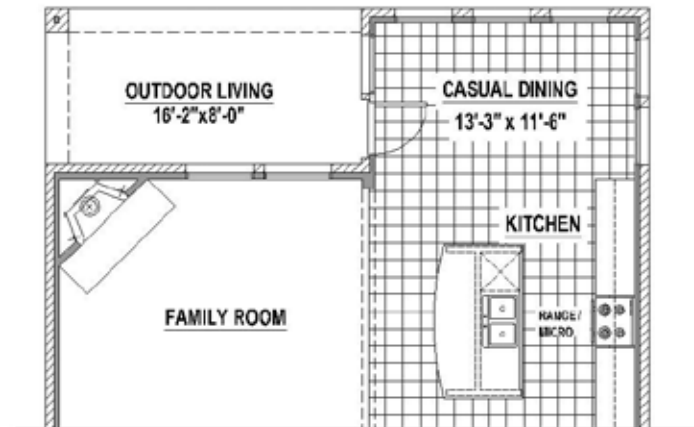 OUTDOOR LIVING
16'-2"x8'-0"
CASUAL DINING
13'-3" x 11'-6"
KITCHEN
FAMILY ROOM
RANGE/
MICRO